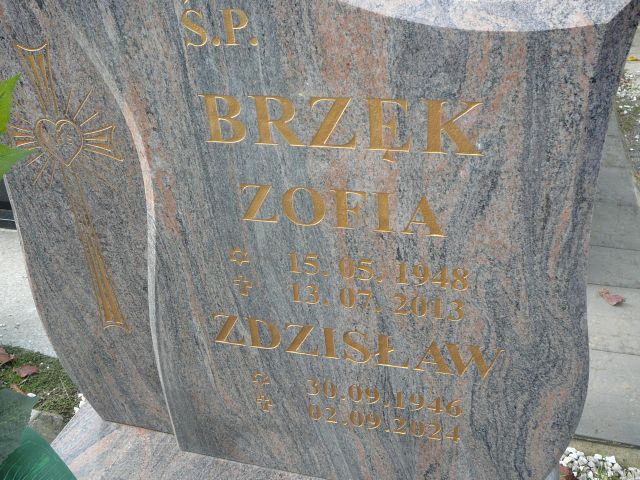 Ś.P.
BRZĘK
ZOFIA
15.05.1948
13.07.2013
ZDZISŁAW
30.09.1946
02.09.2024